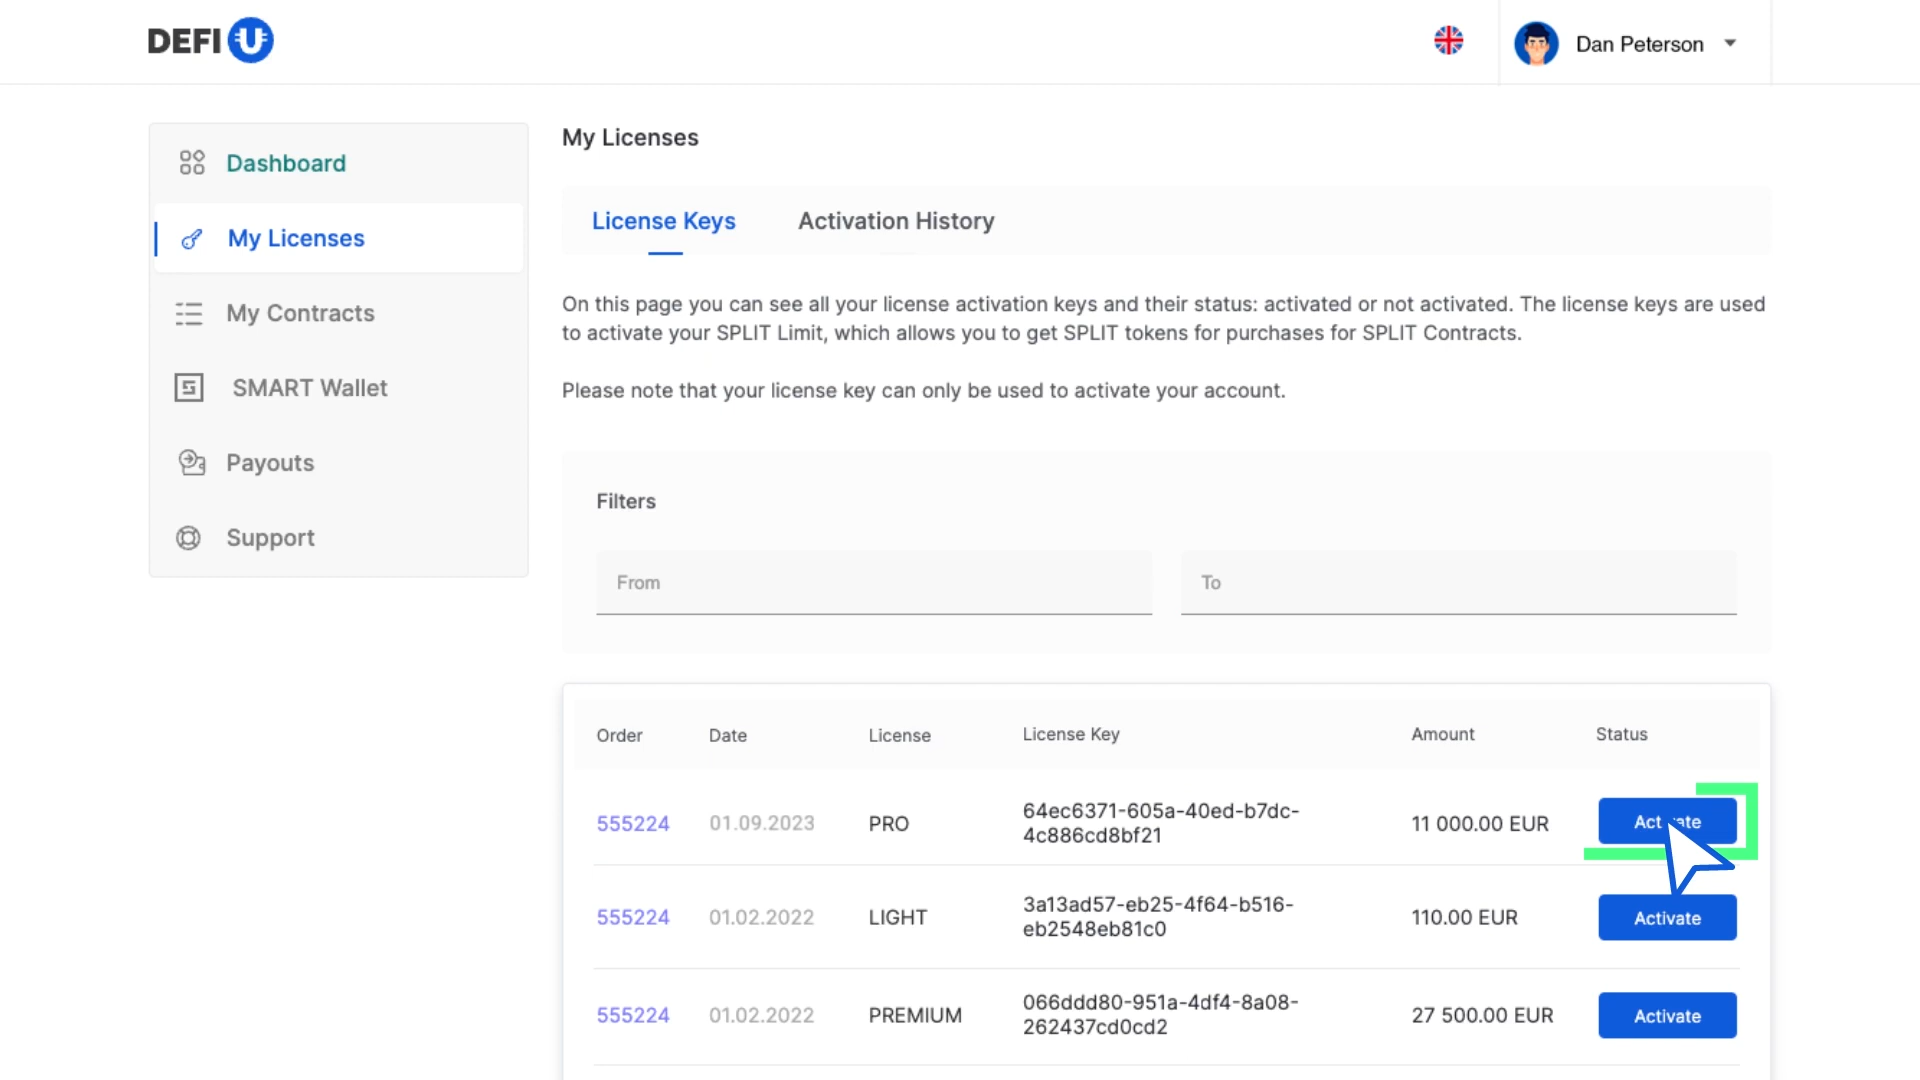 DEFI U
Dan Peterson
Dashboard
My Licenses
My Contracts
SMART Wallet
Payouts
Support
My Licenses
License Keys Activation History
On this page you can see all your license activation keys and their status: activated or not activated. The license keys are used
to activate your SPLIT Limit, which allows you to get SPLIT tokens for purchases for SPLIT Contracts.
Please note that your license key can only be used to activate your account.
Filters
From To
Order Date License License Key Amount Status
555224 01.09.2023 PRO 64ec6371-605a-40ed-b7dc-
4c886cd8bf21 11 000.00 EUR Activate
555224 01.02.2022 LIGHT 3a13ad57-eb25-4f64-b516-
eb2548eb81c0 110.00 EUR Activate
555224 01.02.2022 PREMIUM 066ddd80-951a-4df4-8a08-
262437cd0cd2 27 500.00 EUR Activate